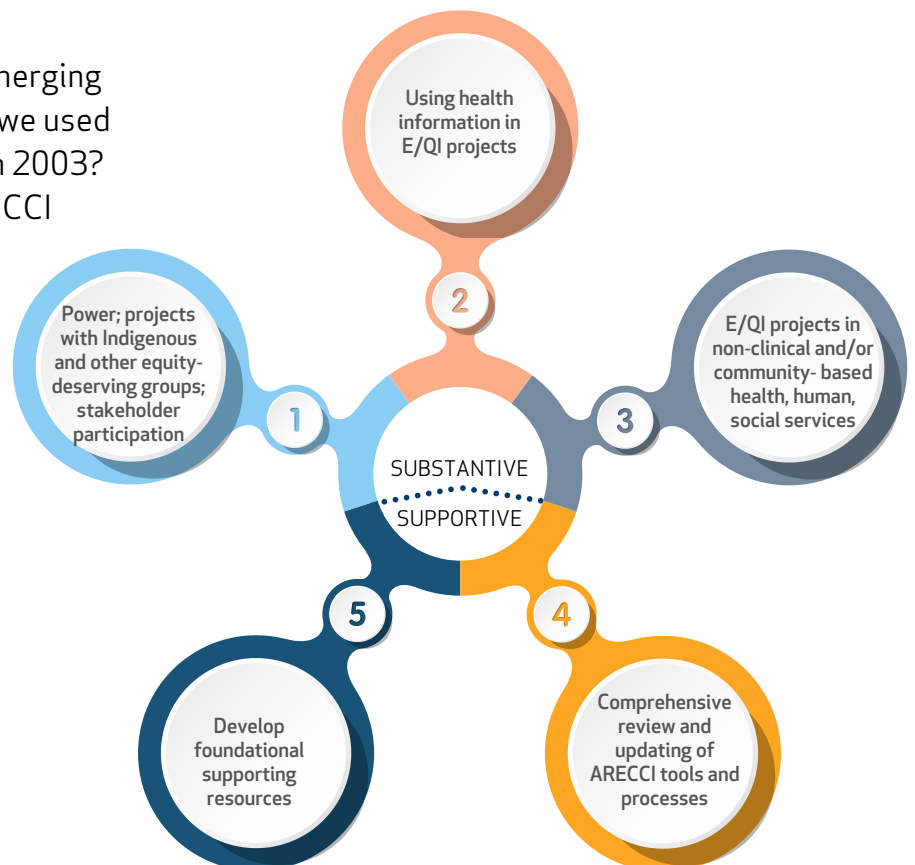 nerging
we used
n 2003?
CCI
Using health
information in
E/QI projects
2
Power; projects
with Indigenous
and other equity-
deserving groups;
stakeholder
participation
1
E/QI projects in
non-clinical and/or
community- based
health, human,
social services
3
SUBSTANTIVE
SUPPORTIVE
5
4
Develop
foundational
supporting
resources
Comprehensive
review and
updating of
ARECCI tools and
processes